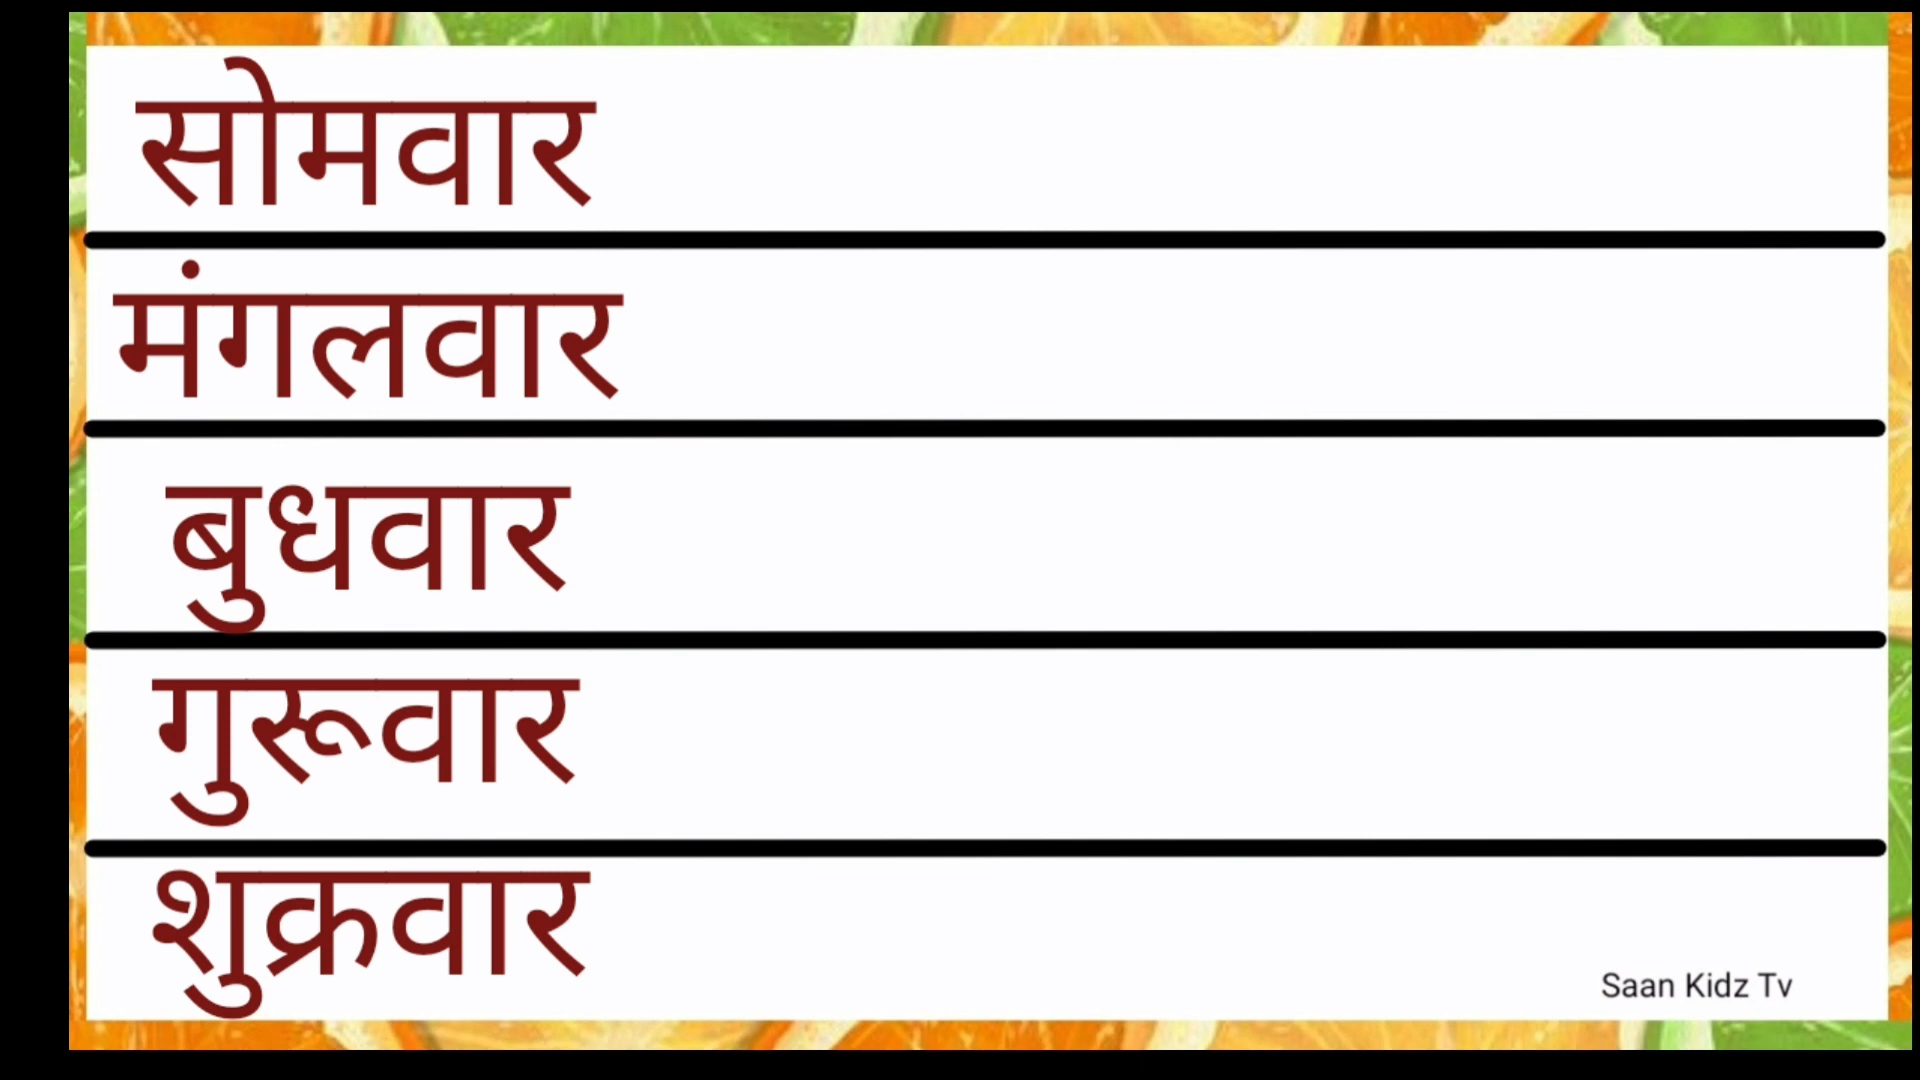 सोमवार
मंगलवार
बुधवार
गुरूवार
शुक्रवार
Saan Kidz Tv